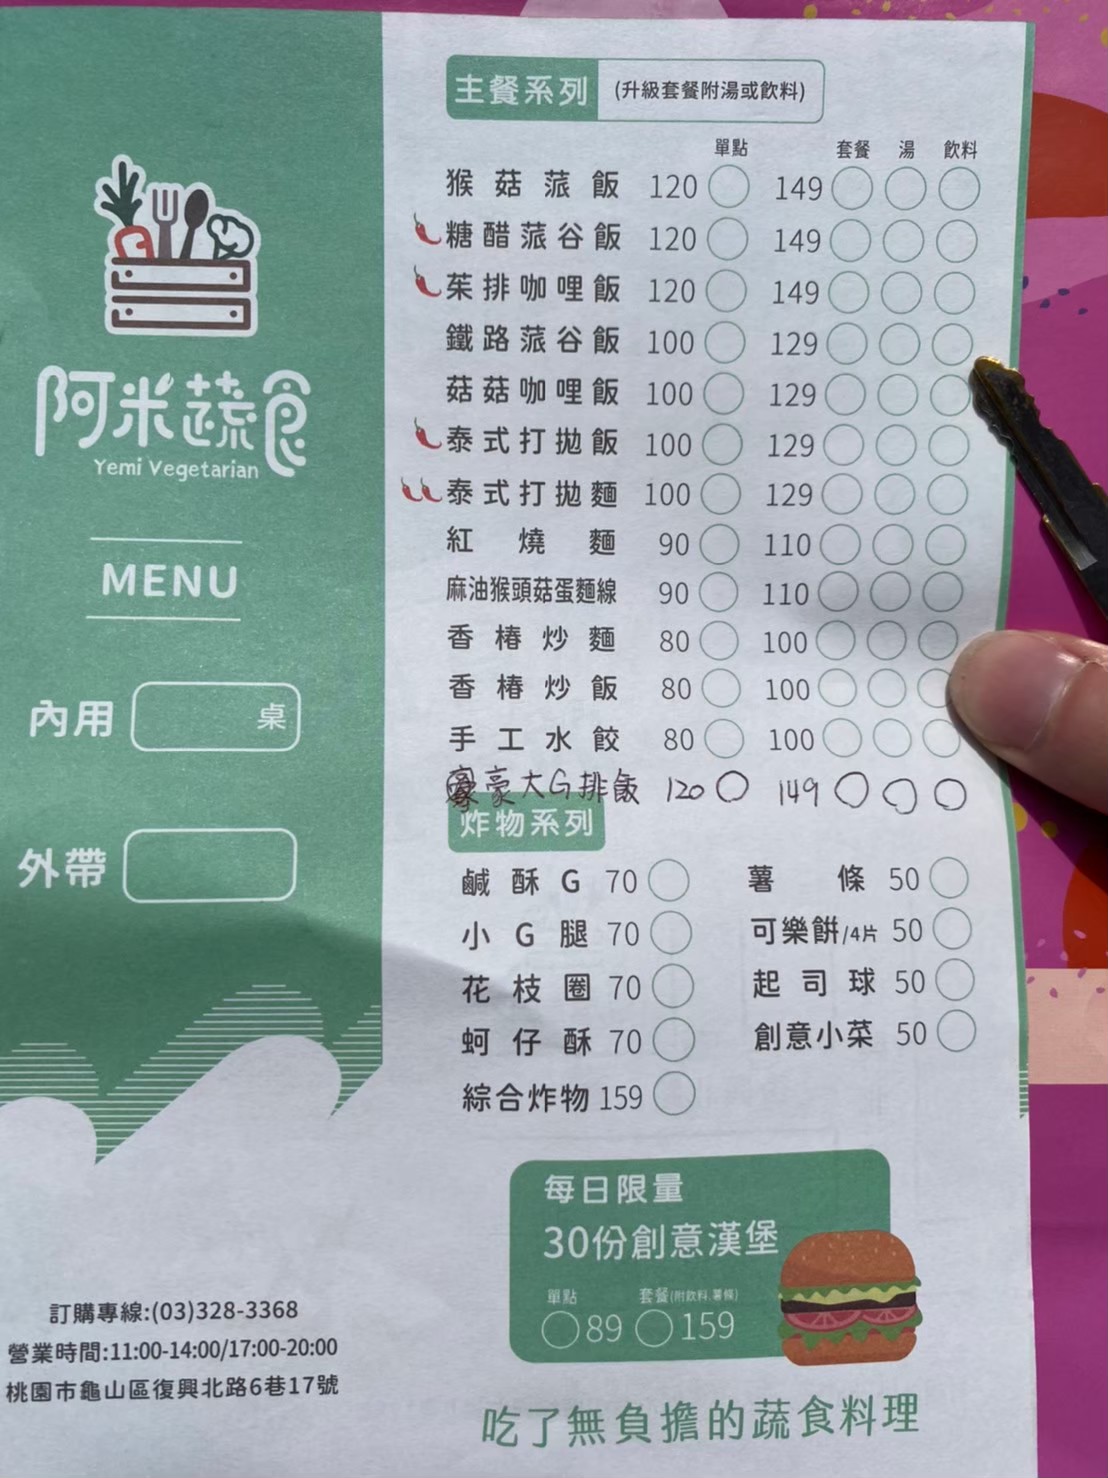 阿米蔬食
Yemi Vegetarian
MENU
內用 桌
外帶
訂購專線:(03)328-3368
營業時間:11:00-14:00/17:00-20:00
桃園市龜山區復興北路6巷17號
主餐系列 (升級套餐附湯或飲料)
單點 套餐 湯 飲料
猴菇蒎飯 120 149
糖醋蒎谷飯 120 149
茱排咖哩飯 120 149
鐵路蒎谷飯 100 129
菇菇咖哩飯 100 129
泰式打拋飯 100 129
泰式打拋麵 100 129
紅燒麵 90 110
麻油猴頭菇蛋麵線 90 110
香椿炒麵 80 100
香椿炒飯 80 100
手工水餃 80 100
豪大G排飯 120 149
炸物系列
鹹酥G 70 薯條 50
小G腿 70 可樂餅/4片 50
花枝圈 70 起司球 50
蚵仔酥 70 創意小菜 50
綜合炸物 159
每日限量
30份創意漢堡
單點 套餐(附飲料.薯條)
89 159
吃了無負擔的蔬食料理